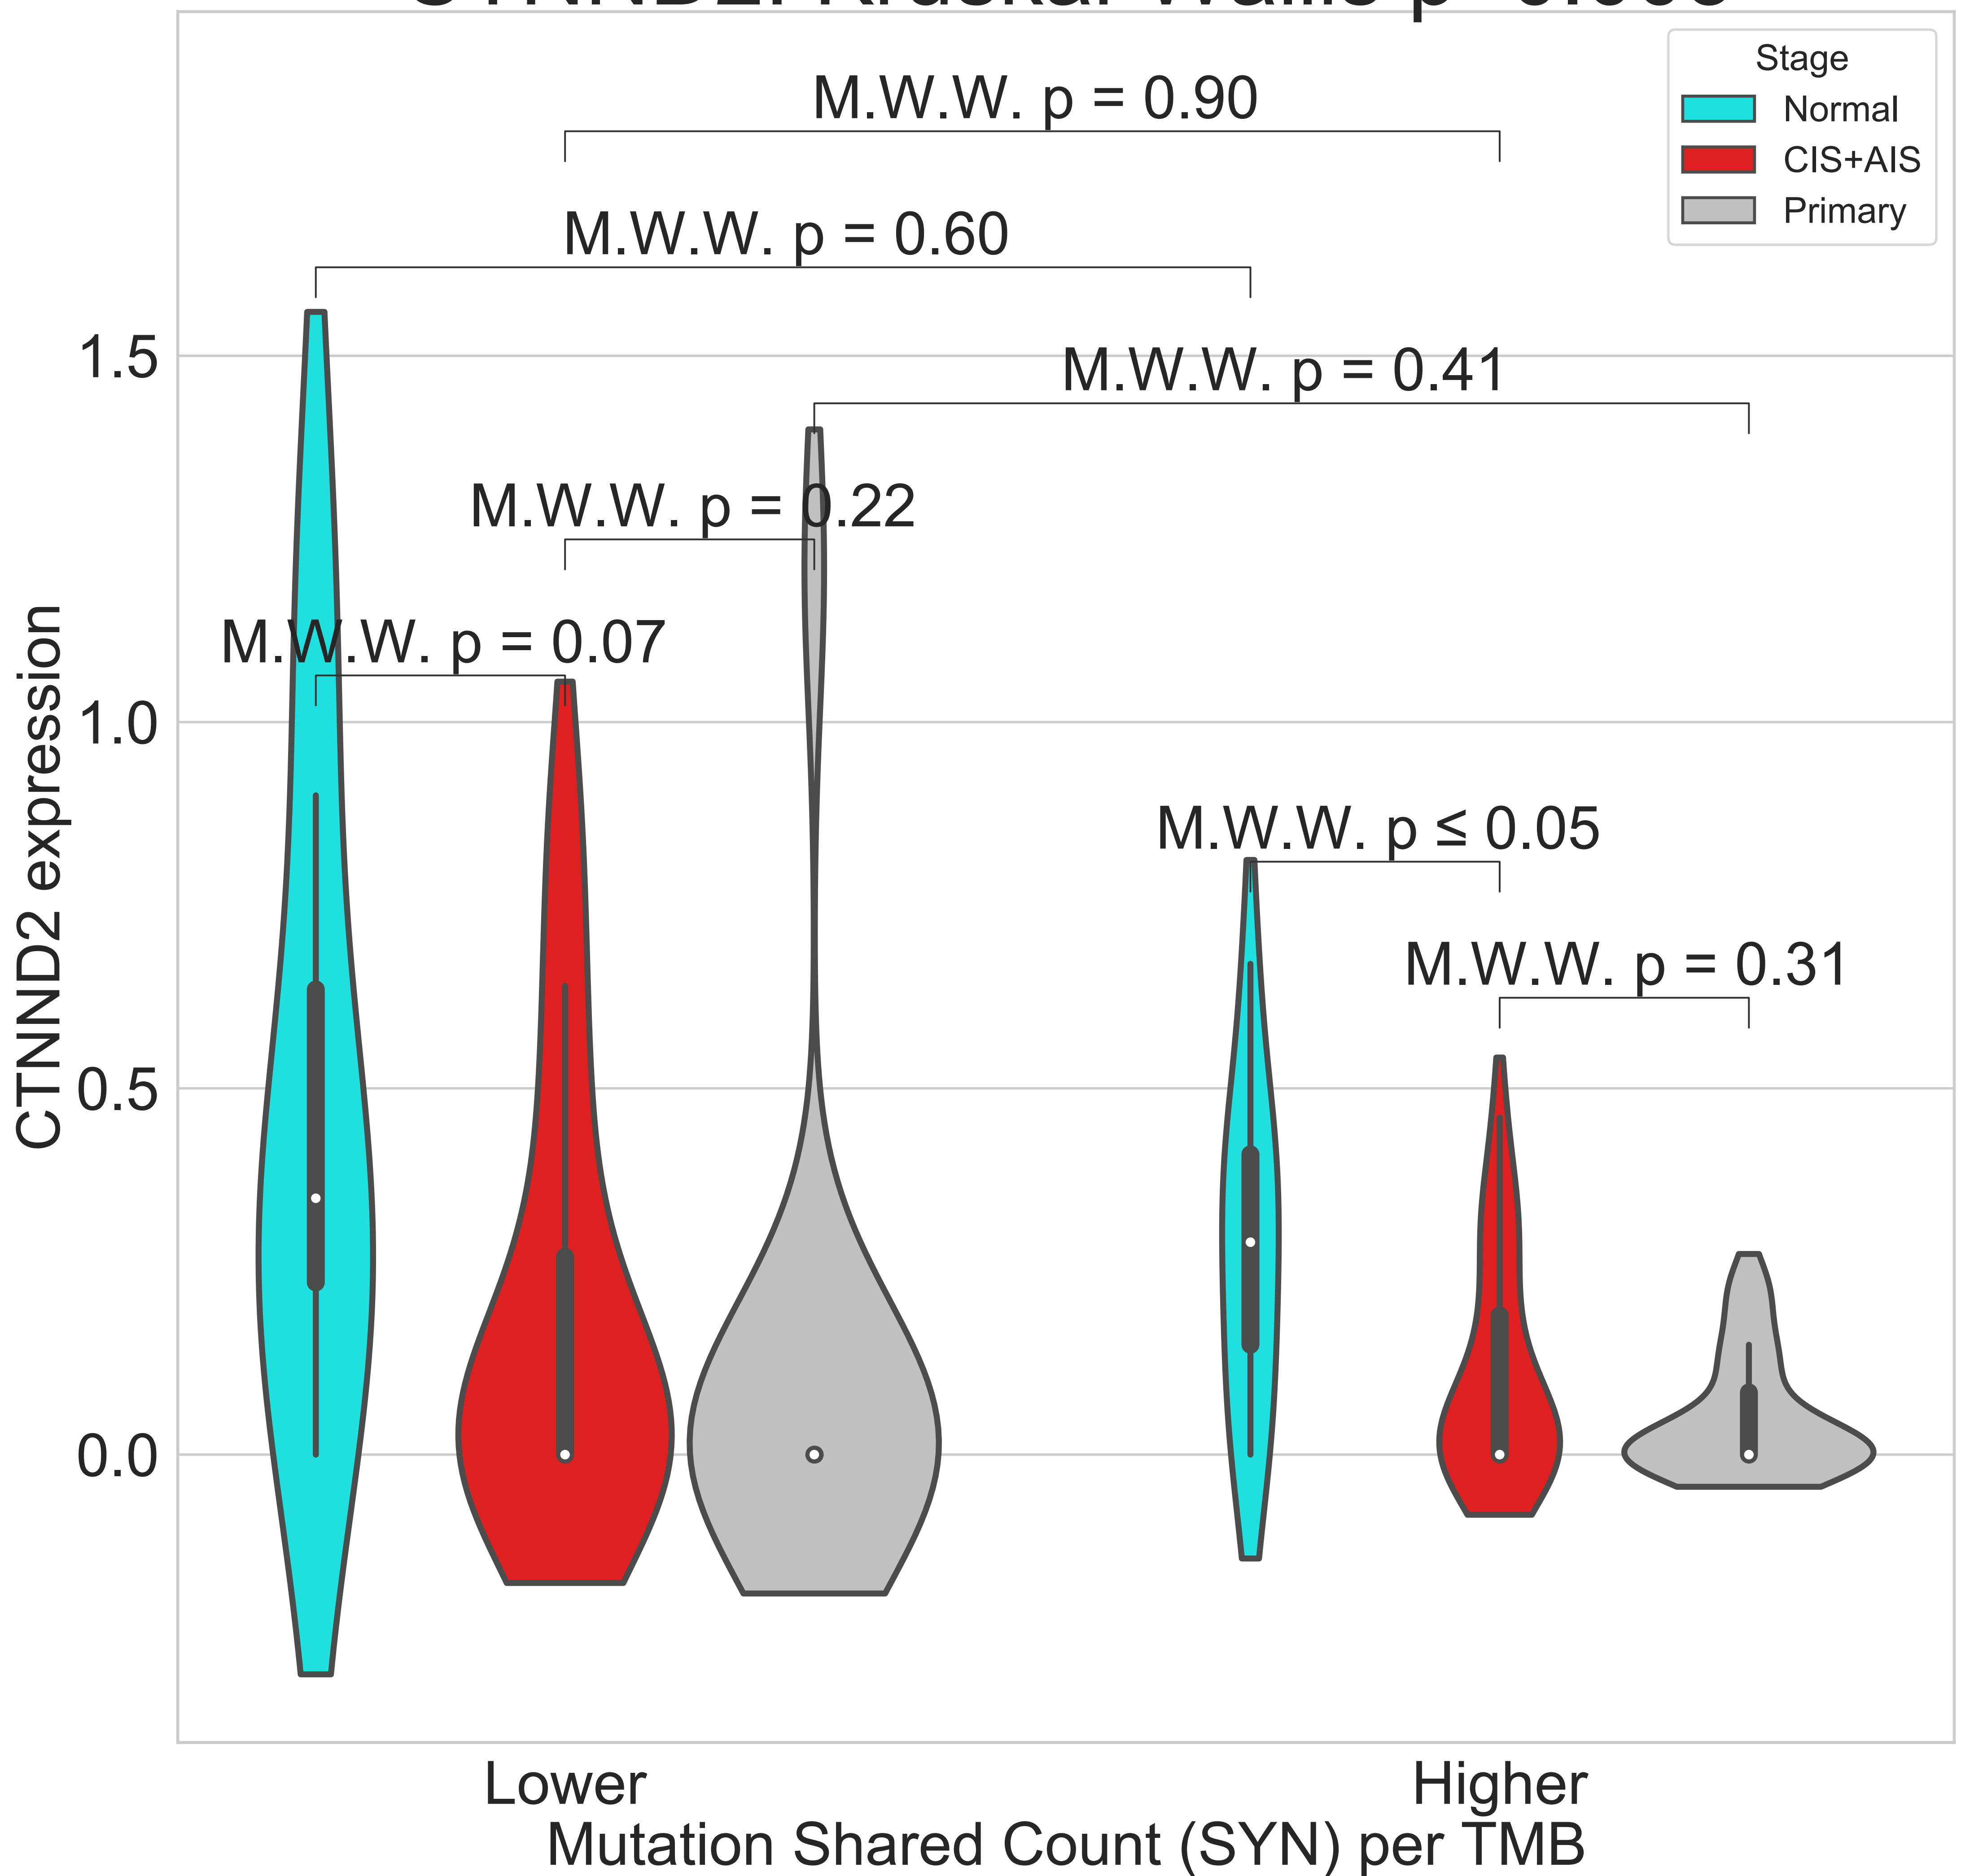 Stage
Normal
CIS+AIS
Primary
M.W.W. p = 0.90
M.W.W. p = 0.60
M.W.W. p = 0.41
M.W.W. p = 0.22
M.W.W. p = 0.07
M.W.W. p ≤ 0.05
M.W.W. p = 0.31
CTNND2 expression
1.5
1.0
0.5
0.0
Lower
Higher
Mutation Shared Count (SYN) per TMB